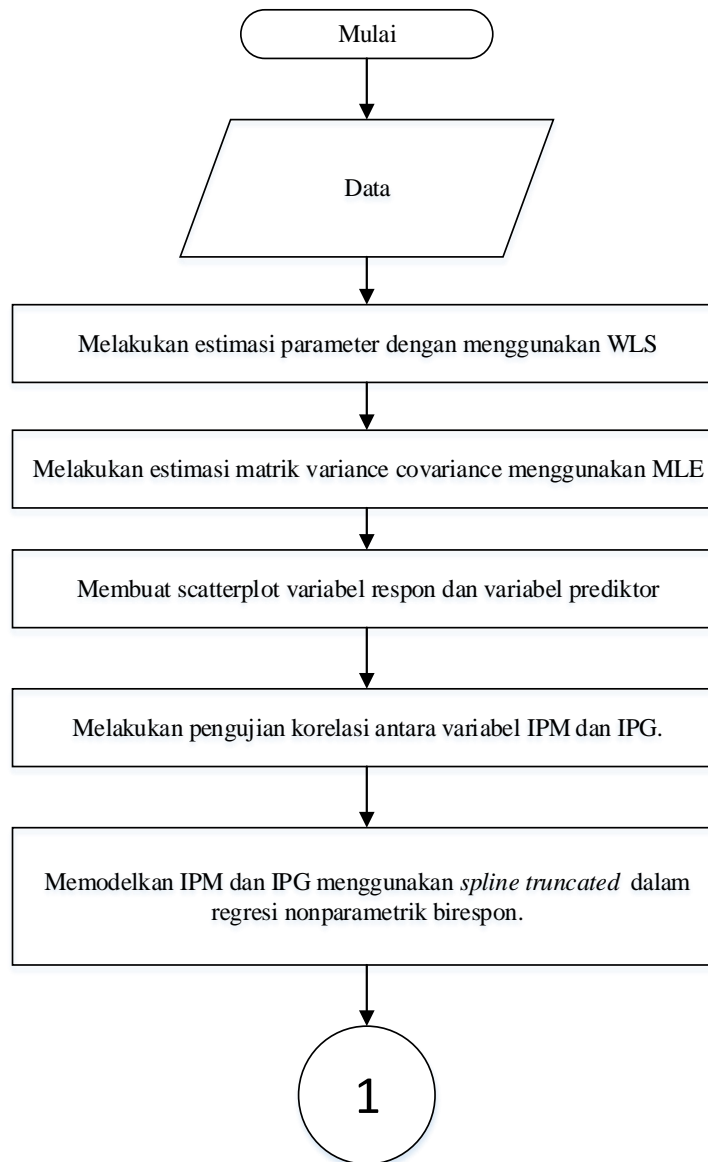 Mulai
Data
Melakukan estimasi parameter dengan menggunakan WLS
Melakukan estimasi matrik variance covariance menggunakan MLE
Membuat scatterplot variabel respon dan variabel prediktor
Melakukan pengujian korelasi antara variabel IPM dan IPG.
Memodelkan IPM dan IPG menggunakan spline truncated dalam
regresi nonparametrik birespon.
1